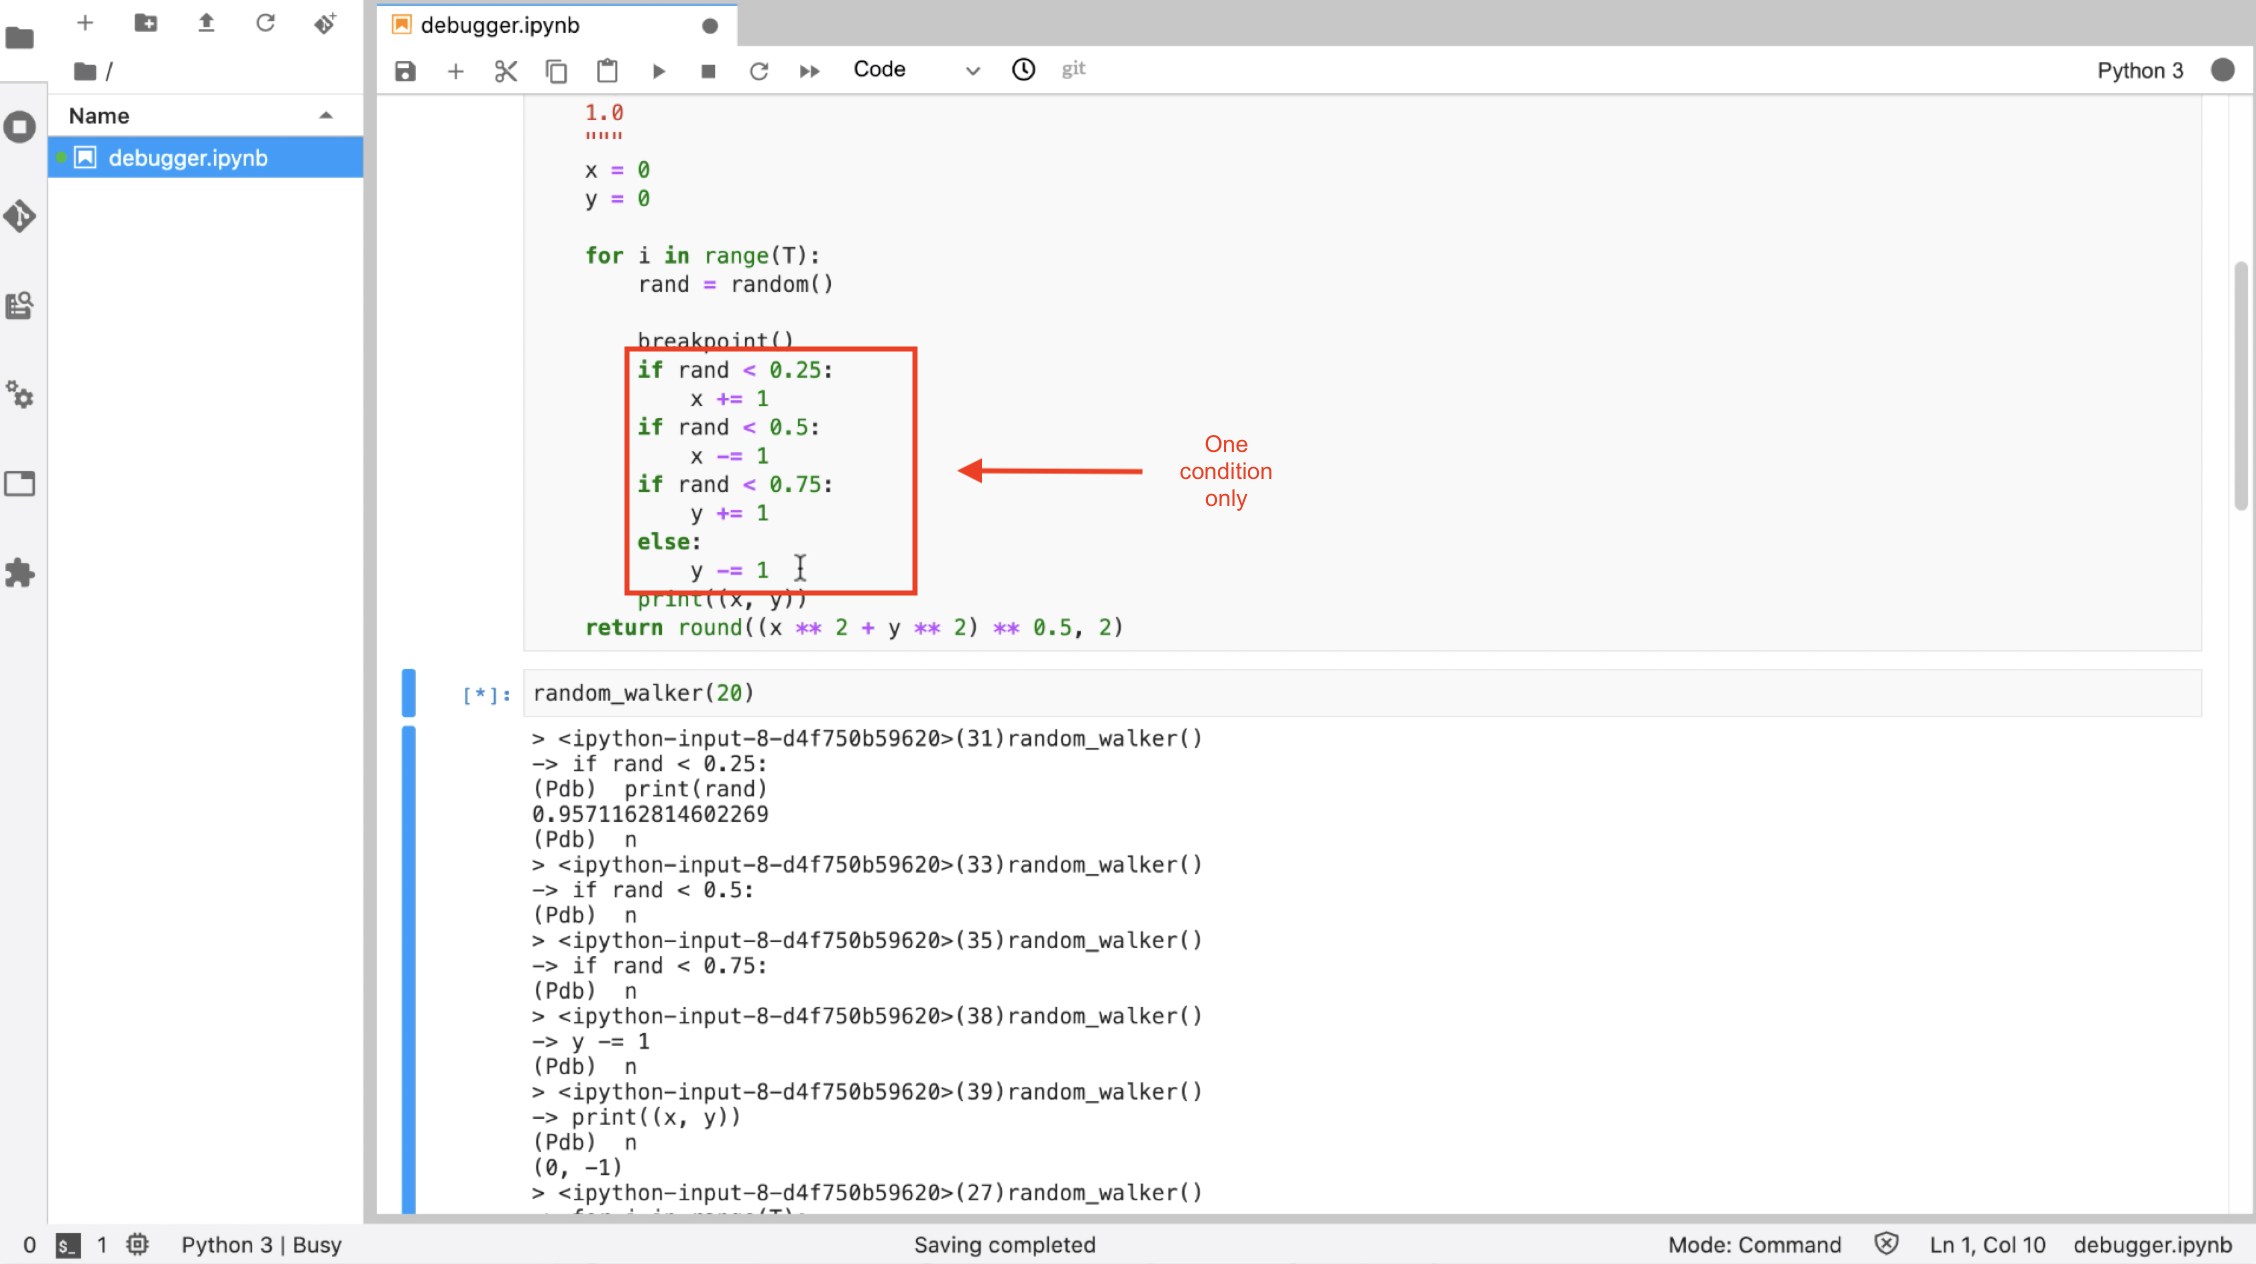 debugger.ipynb
Code
git
Python 3
/
Name
debugger.ipynb
1.0
"""
x = 0
y = 0
for i in range(T):
rand = random()
breakpoint()
if rand < 0.25:
x += 1
if rand < 0.5:
x -= 1
if rand < 0.75:
y += 1
else:
y -= 1
print((x, y))
return round((x ** 2 + y ** 2) ** 0.5, 2)
One
condition
only
[*]: random_walker(20)
> <ipython-input-8-d4f750b59620>(31)random_walker()
-> if rand < 0.25:
(Pdb)  print(rand)
0.9571162814602269
(Pdb)  n
> <ipython-input-8-d4f750b59620>(33)random_walker()
-> if rand < 0.5:
(Pdb)  n
> <ipython-input-8-d4f750b59620>(35)random_walker()
-> if rand < 0.75:
(Pdb)  n
> <ipython-input-8-d4f750b59620>(38)random_walker()
-> y -= 1
(Pdb)  n
> <ipython-input-8-d4f750b59620>(39)random_walker()
-> print((x, y))
(Pdb)  n
(0, -1)
> <ipython-input-8-d4f750b59620>(27)random_walker()
-> for i in range(T):
0 $_ 1 Python 3 | Busy Saving completed Mode: Command Ln 1, Col 10 debugger.ipynb